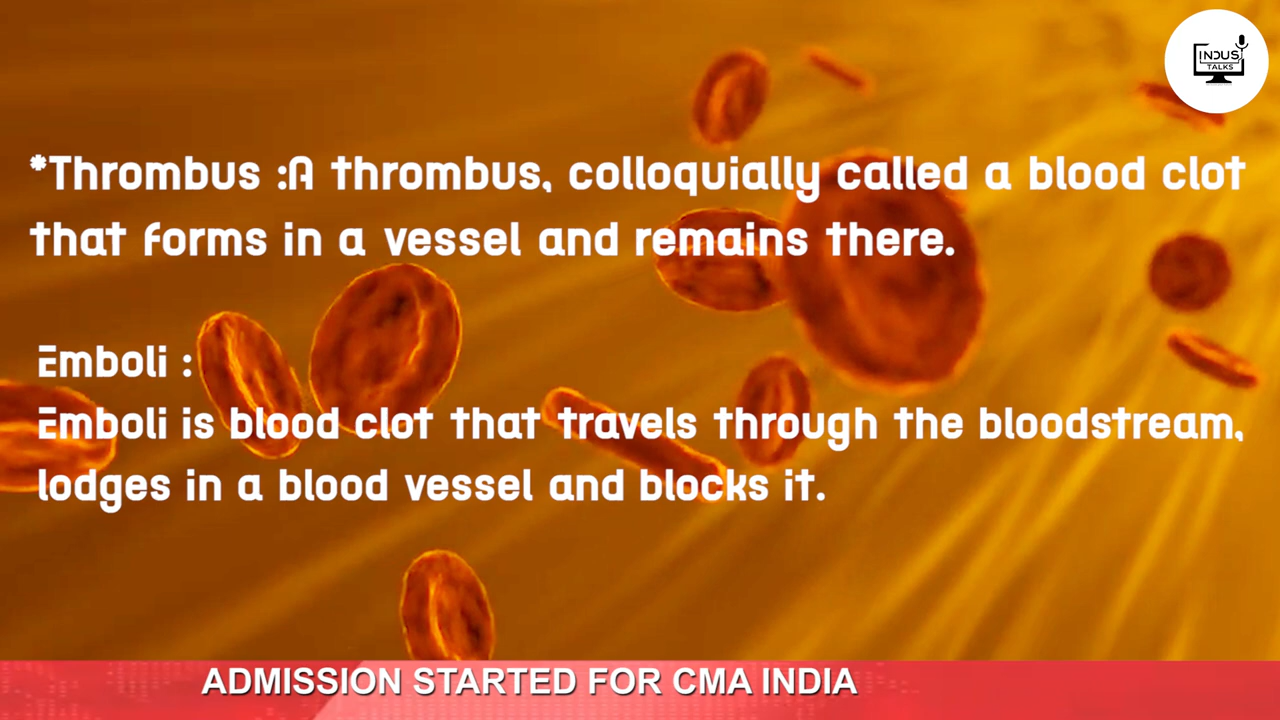 INDUS
TALKS
*Thrombus :A thrombus, colloquially called a blood clot
that forms in a vessel and remains there.
Emboli :
Emboli is blood clot that travels through the bloodstream,
lodges in a blood vessel and blocks it.
ADMISSION STARTED FOR CMA INDIA